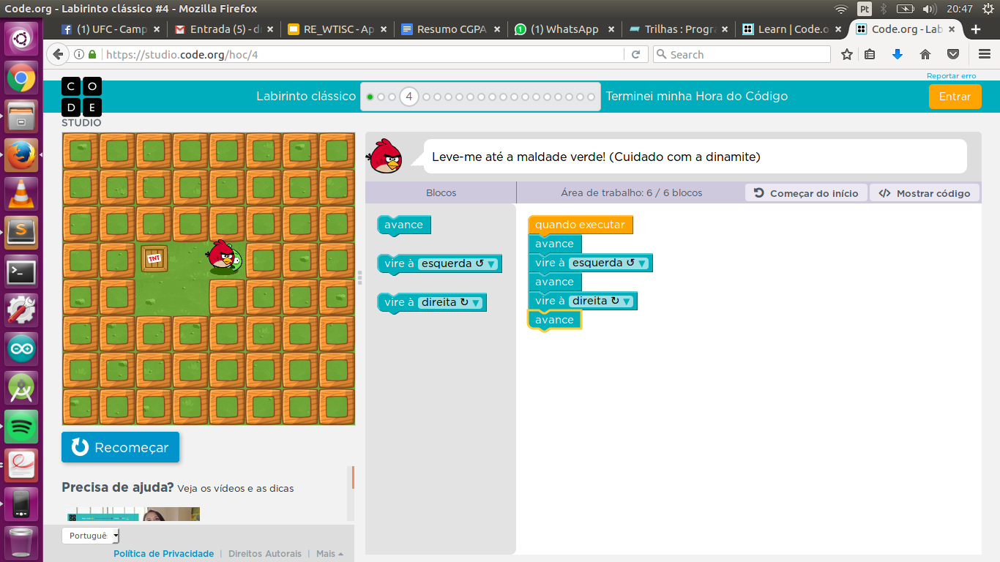 Code.org - Labirinto clássico #4 - Mozilla Firefox
Pt
20:47
(1) UFC - Camp
Entrada (5) - d
RE_WTISC - Ap
Resumo CGPA
(1) WhatsApp
Trilhas : Progra
Learn | Code.o
Code.org - Lab
https://studio.code.org/hoc/4
Search
Reportar erro
C O
D E
STUDIO
Labirinto clássico
4
Terminei minha Hora do Código
Entrar
Leve-me até a maldade verde! (Cuidado com a dinamite)
Blocos
Área de trabalho: 6 / 6 blocos
Começar do início
Mostrar código
avance
vire à esquerda
vire à direita
quando executar
avance
vire à esquerda
avance
vire à direita
avance
TNT
Recomeçar
Precisa de ajuda? Veja os vídeos e as dicas
Portuguê
Política de Privacidade | Direitos Autorais | Mais